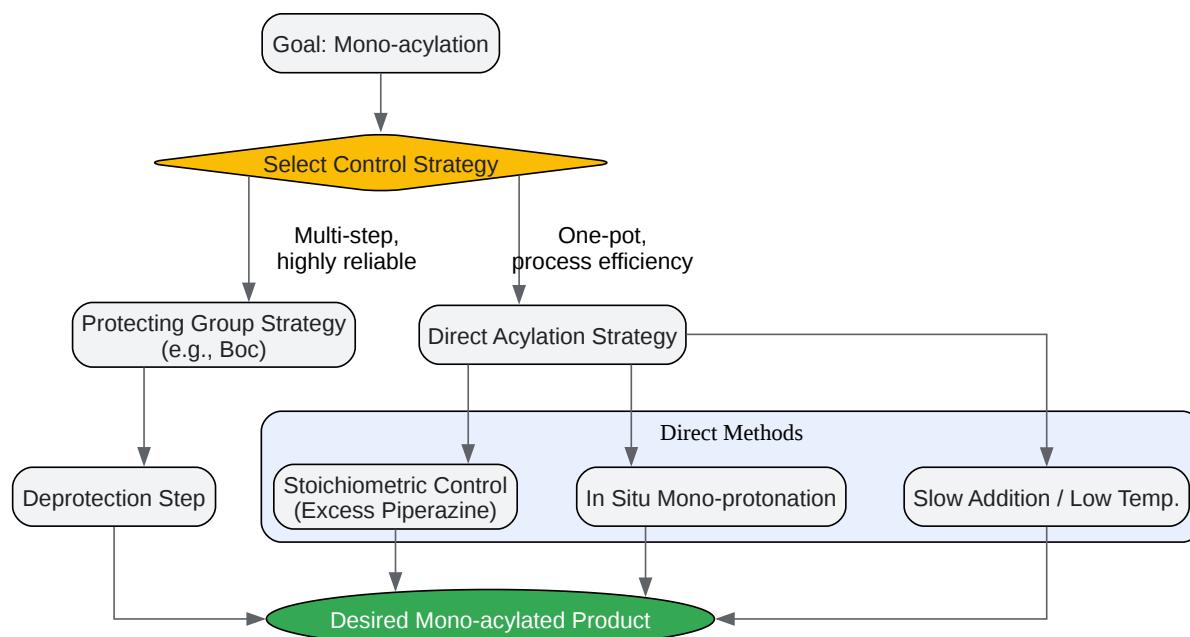 Goal: Mono-acylation
Select Control Strategy
Multi-step,
highly reliable
One-pot,
process efficiency
Protecting Group Strategy
(e.g., Boc)
Direct Acylation Strategy
Direct Methods
Deprotection Step
Stoichiometric Control
(Excess Piperazine)
In Situ Mono-protonation
Slow Addition / Low Temp.
Desired Mono-acylated Product